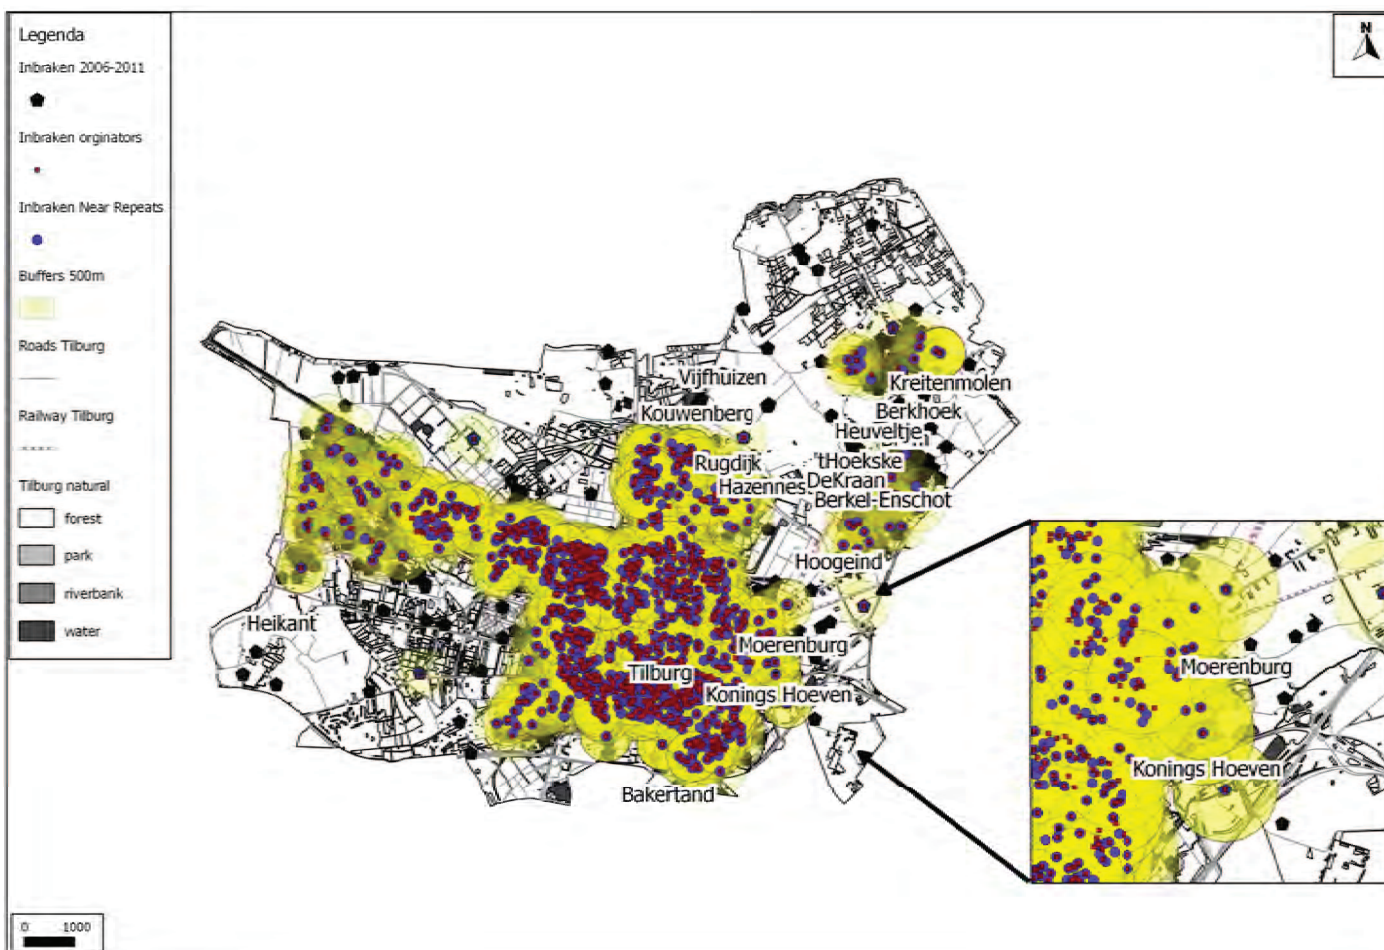 Legenda
Inbraken 2006-2011
Inbraken orginators
Inbraken Near Repeats
Buffers 500m
Roads Tilburg
Railway Tilburg
Tilburg natural
forest
park
riverbank
water
N
Vijfhuizen
Kreitenmolen
Kouwenberg
Berkhoek
Heuveltje
Rugdijk
'tHoekske
Hazennest
DeKraan
Berkel-Enschot
Hoogeind
Heikant
Moerenburg
Tilburg
Konings Hoeven
Bakertand
Moerenburg
Konings Hoeven
0 1000